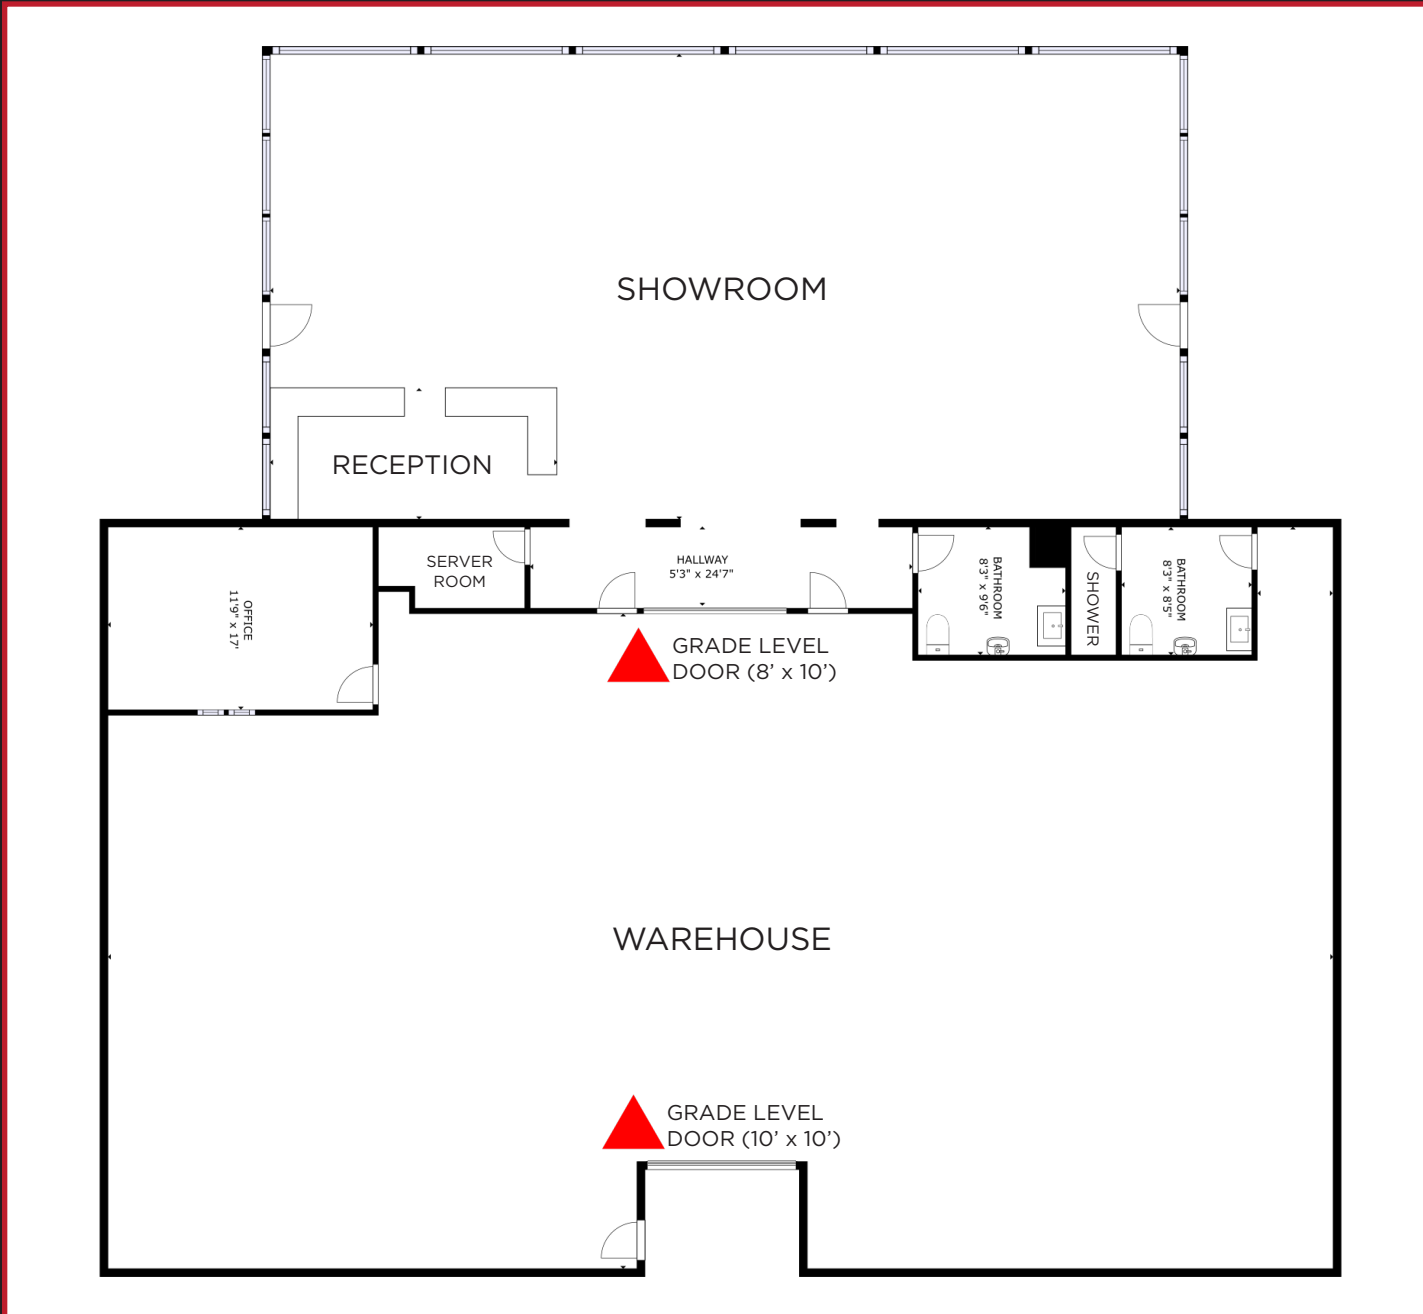 SHOWROOM
RECEPTION
SERVER
ROOM
HALLWAY
5'3" x 24'7"
OFFICE
11'9" x 17'
BATHROOM
8'3" x 9'6"
SHOWER
BATHROOM
8'3" x 8'5"
GRADE LEVEL
DOOR (8’ x 10’)
WAREHOUSE
GRADE LEVEL
DOOR (10’ x 10’)